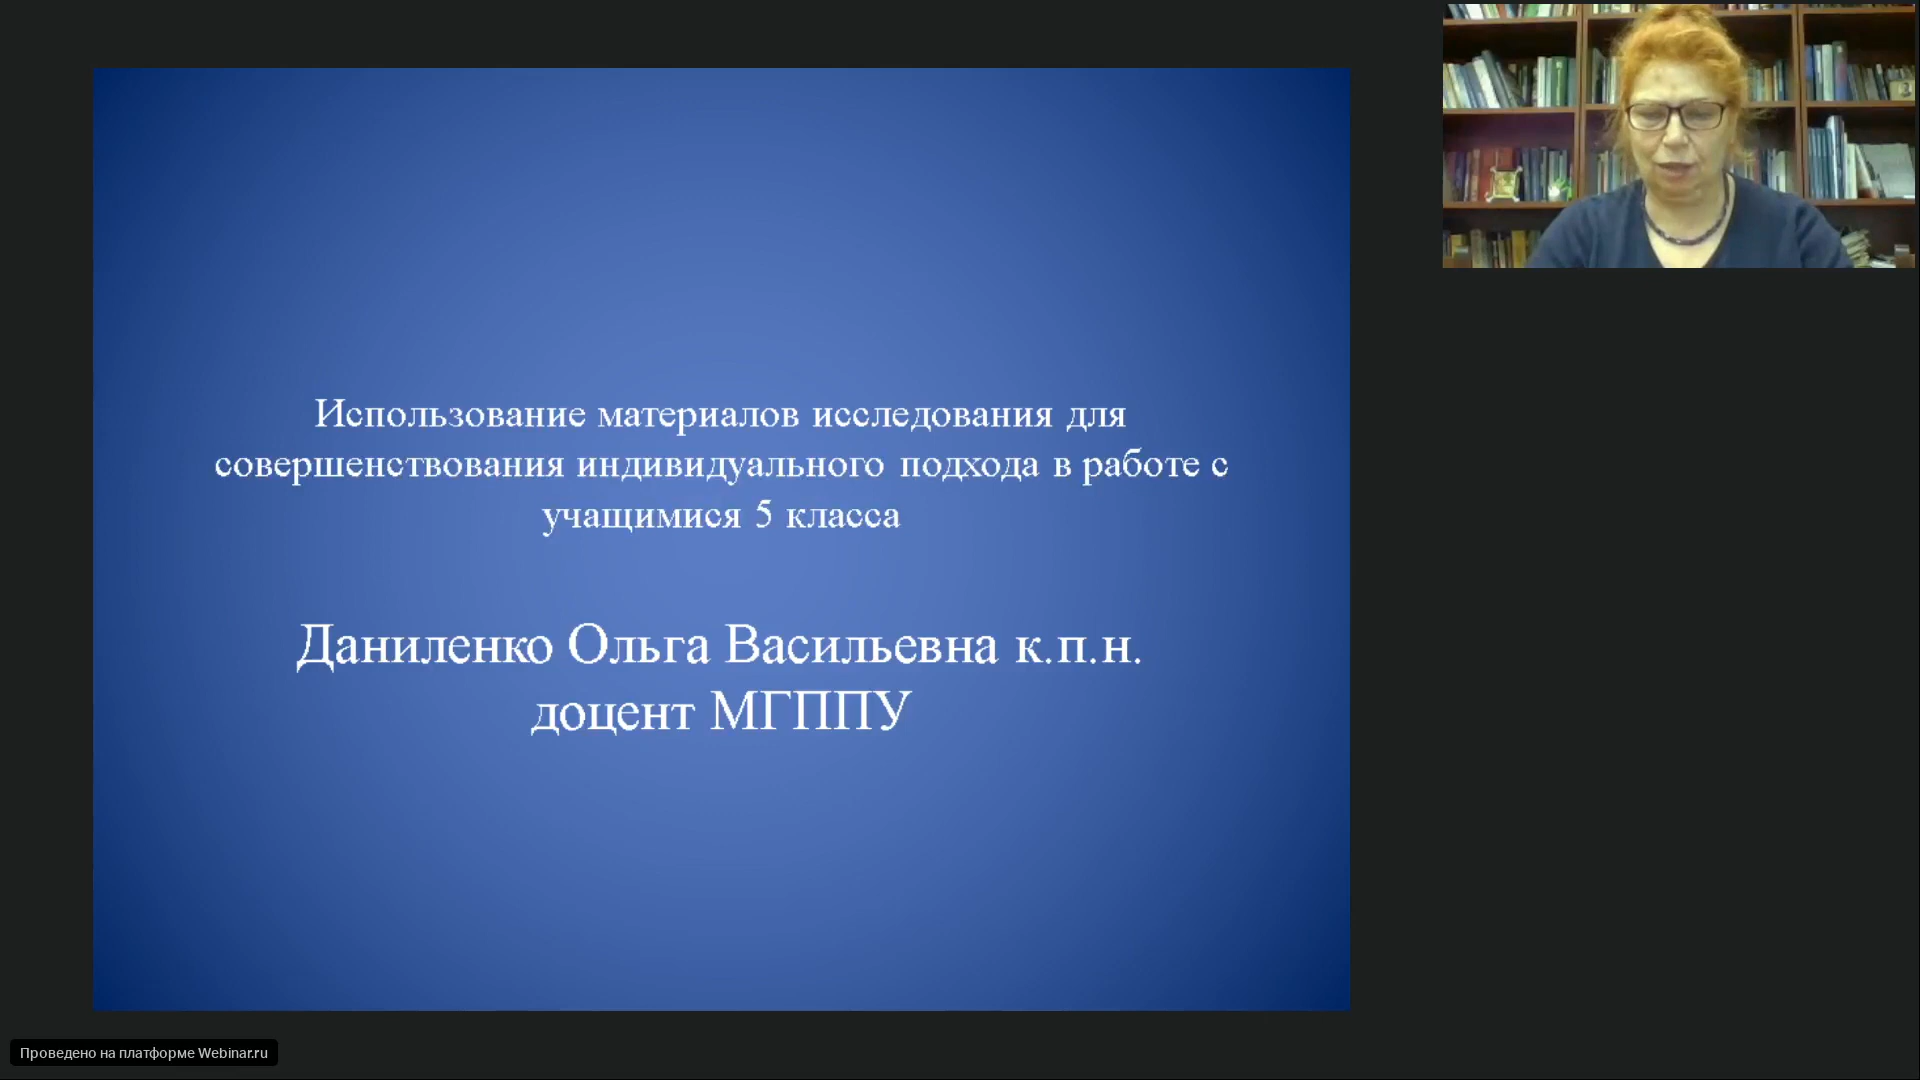 Использование материалов исследования для
совершенствования индивидуального подхода в работе с
учащимися 5 класса
Даниленко Ольга Васильевна к.п.н.
доцент МГППУ
Проведено на платформе Webinar.ru